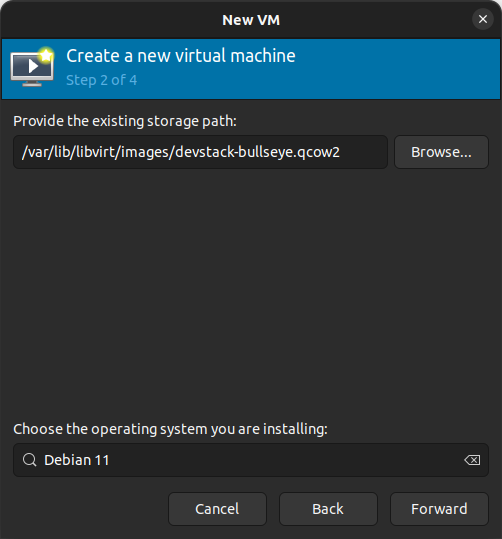 New VM
Create a new virtual machine
Step 2 of 4
Provide the existing storage path:
/var/lib/libvirt/images/devstack-bullseye.qcow2 Browse...
Choose the operating system you are installing:
Debian 11
Cancel Back Forward